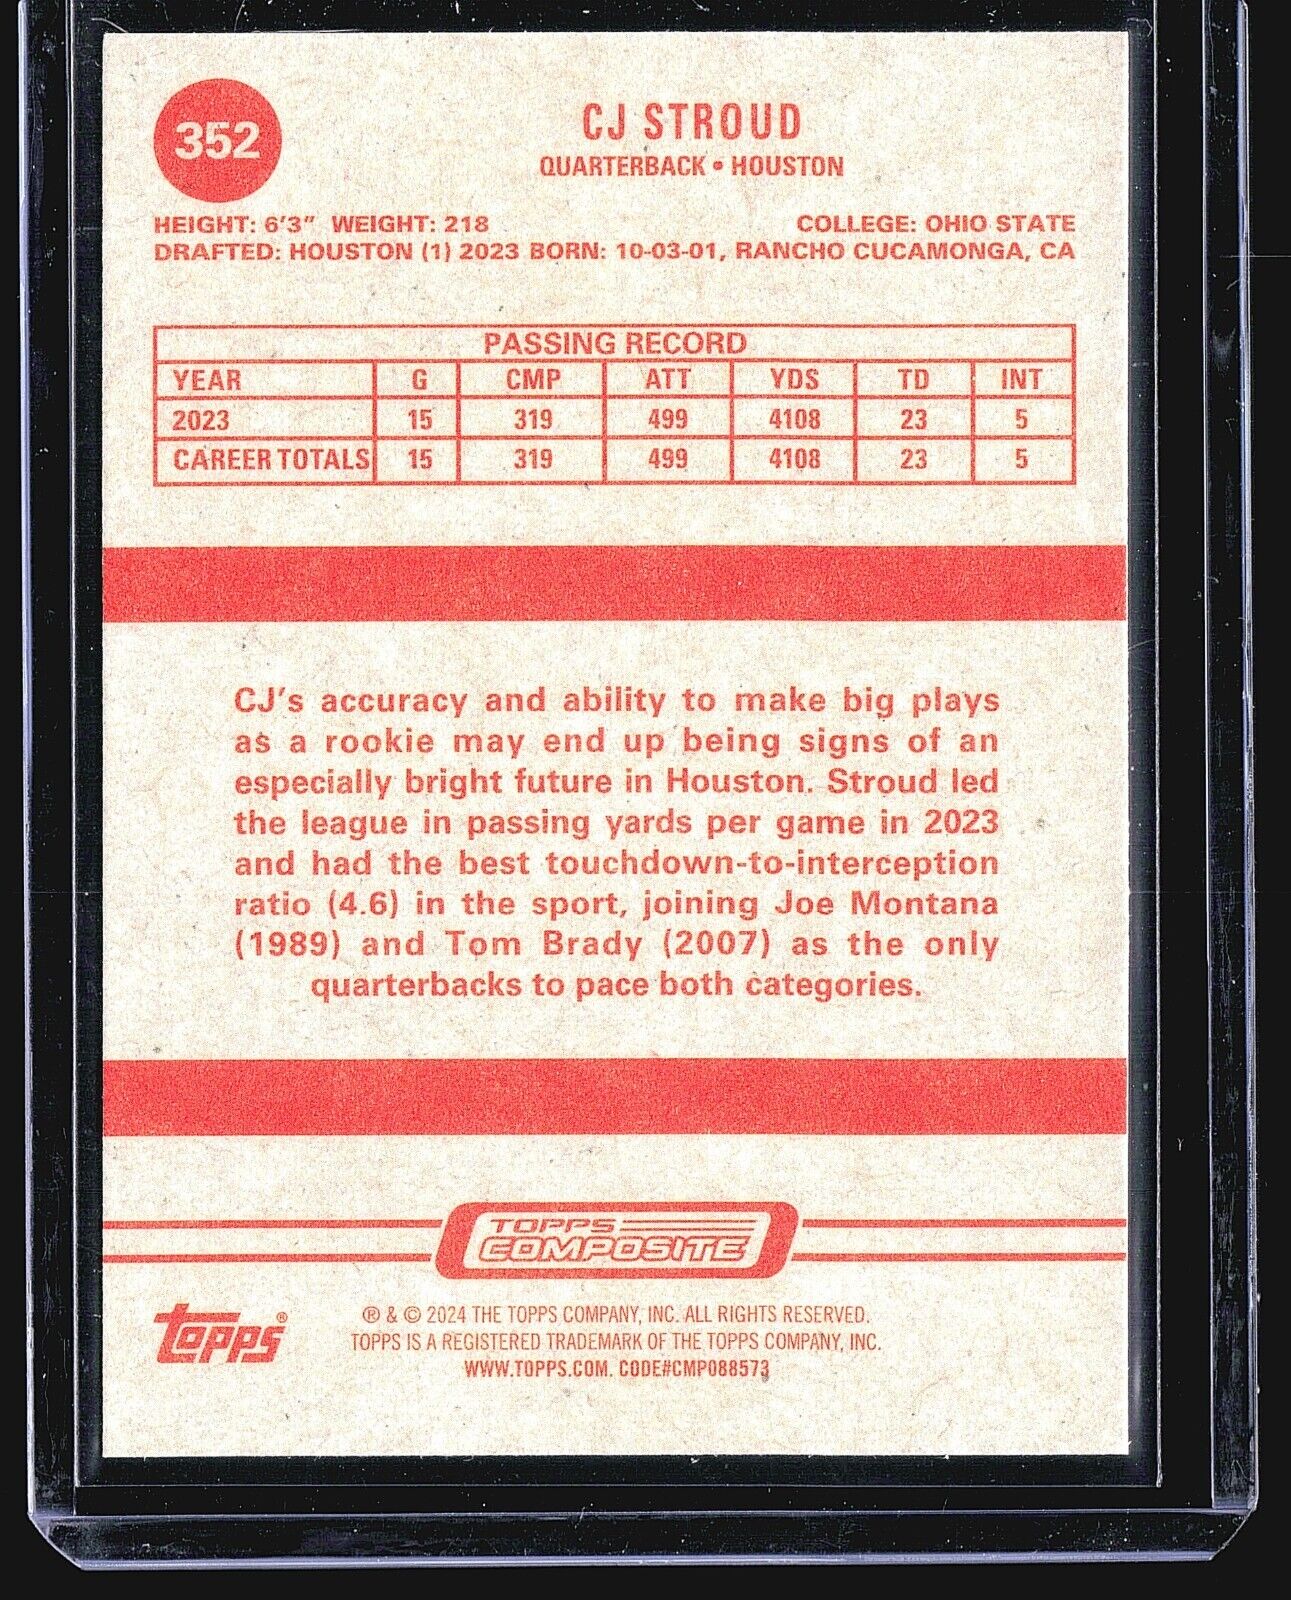 352
CJ STROUD
QUARTERBACK • HOUSTON
HEIGHT: 6'3" WEIGHT: 218 COLLEGE: OHIO STATE
DRAFTED: HOUSTON (1) 2023 BORN: 10-03-01, RANCHO CUCAMONGA, CA
PASSING RECORD
YEAR G CMP ATT YDS TD INT
2023 15 319 499 4108 23 5
CAREER TOTALS 15 319 499 4108 23 5
CJ's accuracy and ability to make big plays
as a rookie may end up being signs of an
especially bright future in Houston. Stroud led
the league in passing yards per game in 2023
and had the best touchdown-to-interception
ratio (4.6) in the sport, joining Joe Montana
(1989) and Tom Brady (2007) as the only
quarterbacks to pace both categories.
TOPPS
COMPOSITE
topps®
® & © 2024 THE TOPPS COMPANY, INC. ALL RIGHTS RESERVED.
TOPPS IS A REGISTERED TRADEMARK OF THE TOPPS COMPANY, INC.
WWW.TOPPS.COM. CODE#CMP088573